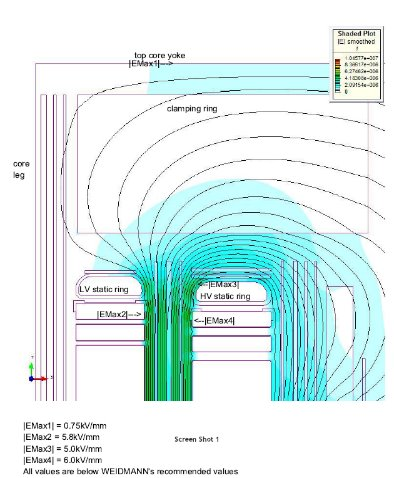 Shaded Plot
|E| smoothed
top core yoke
|EMax1|--->
clamping ring
core
leg
LV static ring
<--|EMax3|
HV static ring
|EMax2|--->
<--|EMax4|
|EMax1| = 0.75kV/mm
|EMax2 = 5.8kV/mm
|EMax3| = 5.0kV/mm
|EMax4| = 6.0kV/mm
All values are below WEIDMANN's recommended values
Screen Shot 1
0